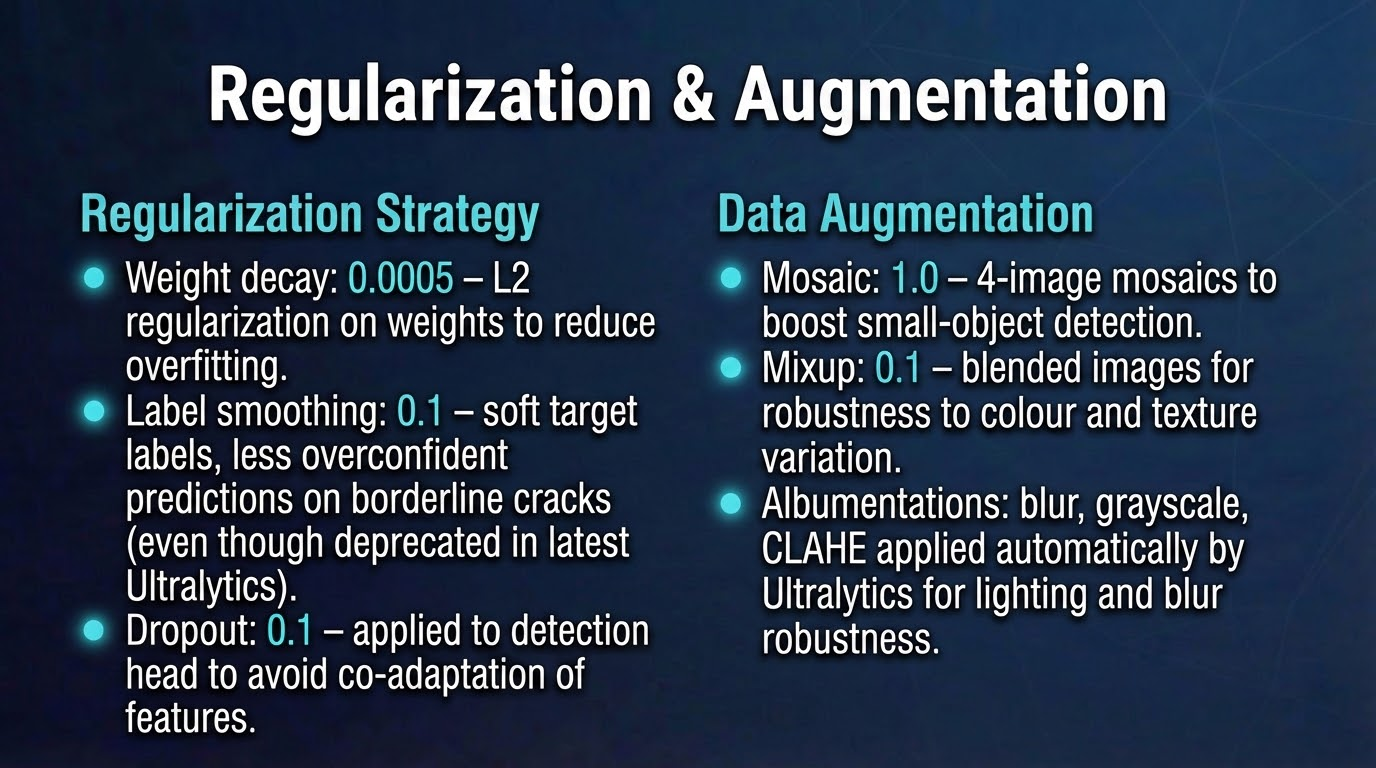 Regularization & Augmentation
Regularization Strategy
Weight decay: 0.0005 – L2
regularization on weights to reduce
overfitting.
Label smoothing: 0.1 – soft target
labels, less overconfident
predictions on borderline cracks
(even though deprecated in latest
Ultralytics).
Dropout: 0.1 – applied to detection
head to avoid co-adaptation of
features.
Data Augmentation
Mosaic: 1.0 – 4-image mosaics to
boost small-object detection.
Mixup: 0.1 – blended images for
robustness to colour and texture
variation.
Albumentations: blur, grayscale,
CLAHE applied automatically by
Ultralytics for lighting and blur
robustness.